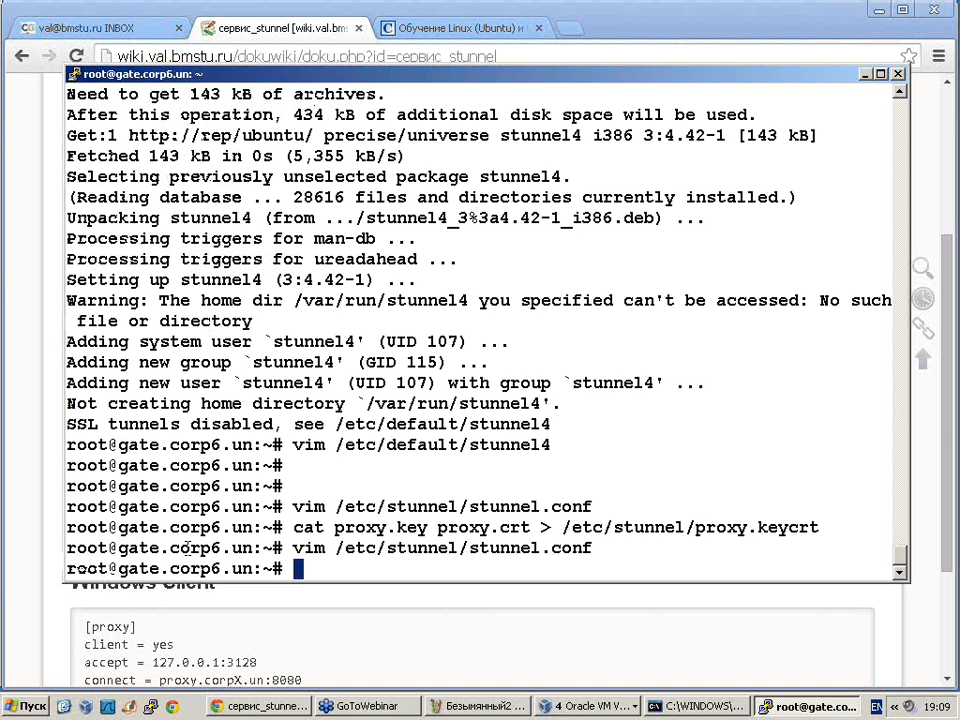 val@bmstu.ru INBOX
сервис_stunnel [wiki.val.bm
Обучение Linux (Ubuntu) и
wiki.val.bmstu.ru/dokuwiki/doku.php?id=сервис_stunnel
root@gate.corp6.un: ~
Need to get 143 kB of archives.
After this operation, 434 kB of additional disk space will be used.
Get:1 http://rep/ubuntu/ precise/universe stunnel4 i386 3:4.42-1 [143 kB]
Fetched 143 kB in 0s (5,355 kB/s)
Selecting previously unselected package stunnel4.
(Reading database ... 28616 files and directories currently installed.)
Unpacking stunnel4 (from .../stunnel4_3%3a4.42-1_i386.deb) ...
Processing triggers for man-db ...
Processing triggers for ureadahead ...
Setting up stunnel4 (3:4.42-1) ...
Warning: The home dir /var/run/stunnel4 you specified can't be accessed: No such
file or directory
Adding system user `stunnel4' (UID 107) ...
Adding new group `stunnel4' (GID 115) ...
Adding new user `stunnel4' (UID 107) with group `stunnel4' ...
Not creating home directory `/var/run/stunnel4'.
SSL tunnels disabled, see /etc/default/stunnel4
root@gate.corp6.un:~# vim /etc/default/stunnel4
root@gate.corp6.un:~#
root@gate.corp6.un:~#
root@gate.corp6.un:~# vim /etc/stunnel/stunnel.conf
root@gate.corp6.un:~# cat proxy.key proxy.crt > /etc/stunnel/proxy.keycrt
root@gate.corp6.un:~# vim /etc/stunnel/stunnel.conf
root@gate.corp6.un:~#
Windows Client
[proxy]
client = yes
accept = 127.0.0.1:3128
connect = proxy.corpX.un:8080
Пуск
сервис_stunne...
GoToWebinar
Безымянный2 ...
4 Oracle VM V...
C:\WINDOWS\...
root@gate.co...
EN
19:09